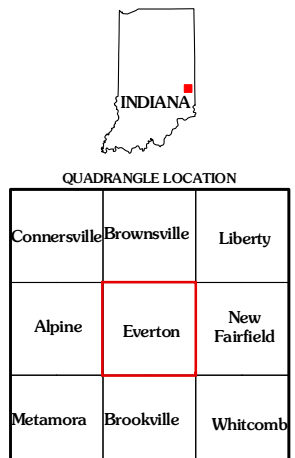 INDIANA
QUADRANGLE LOCATION
Connersville Brownsville Liberty
Alpine Everton New Fairfield
Metamora Brookville Whitcomb